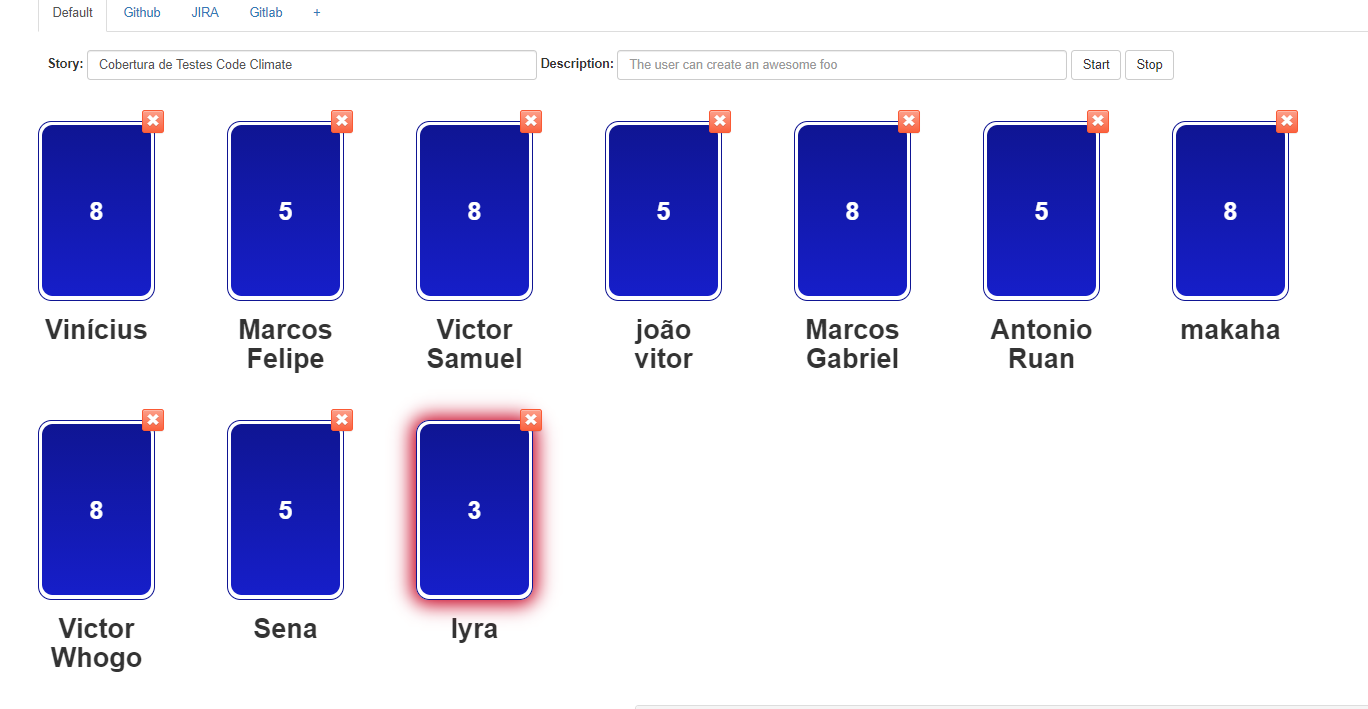 Default Github JIRA Gitlab +
Story: Cobertura de Testes Code Climate Description: The user can create an awesome foo Start Stop
8 5 8 5 8 5 8
Vinícius Marcos Felipe Victor Samuel joão vitor Marcos Gabriel Antonio Ruan makaha
8 5 3
Victor Whogo Sena lyra